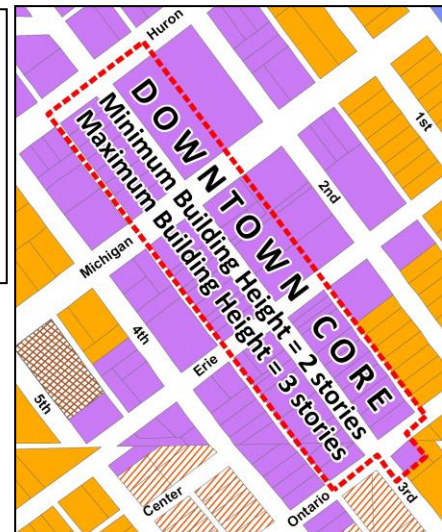 Huron
DOWNTOWN CORE
Minimum Building Height = 2 stories
Maximum Building Height = 3 stories
1st
2nd
Michigan
4th
Erie
5th
Center
Ontario
3rd